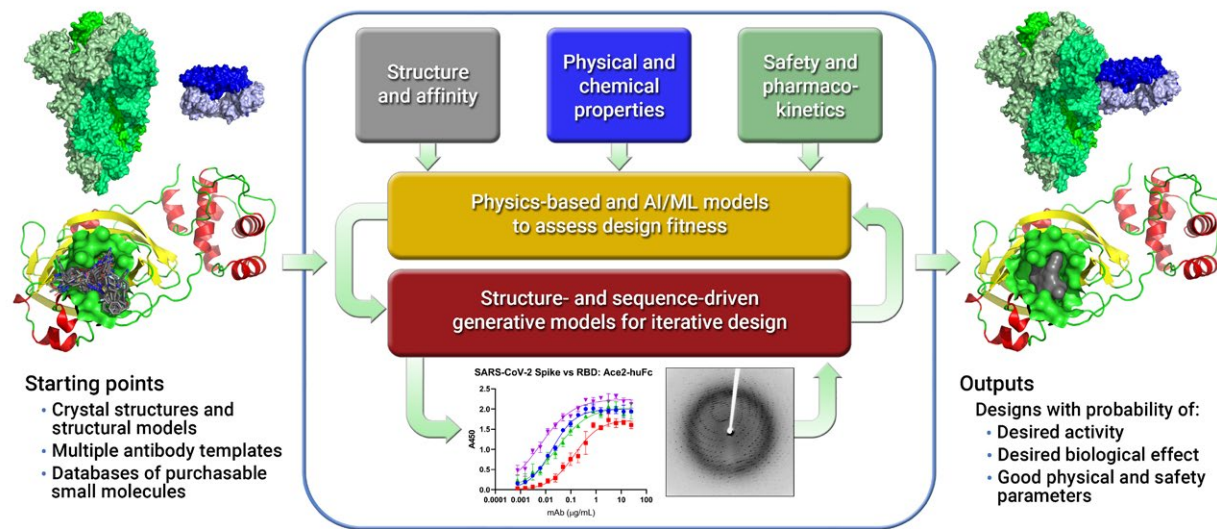 Structure
and affinity
Physical and
chemical
properties
Safety and
pharmaco-
kinetics
Physics-based and AI/ML models
to assess design fitness
Structure- and sequence-driven
generative models for iterative design
Starting points
• Crystal structures and
structural models
• Multiple antibody templates
• Databases of purchasable
small molecules
SARS-CoV-2 Spike vs RBD: Ace2-huFc
A450
2.5
2.0
1.5
1.0
0.5
0.0
0.0001 0.001 0.01 0.1 1 10 100
mAb (µg/mL)
Outputs
Designs with probability of:
• Desired activity
• Desired biological effect
• Good physical and safety
parameters